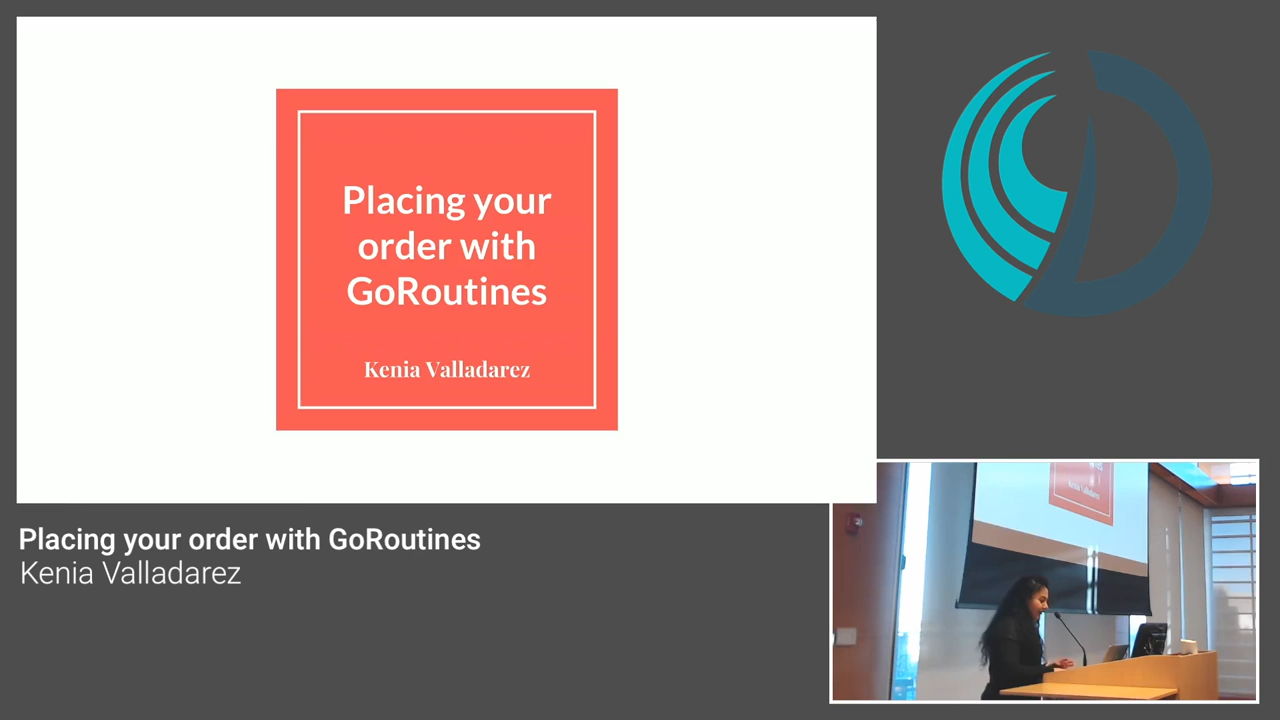 Placing your
order with
GoRoutines
Kenia Valladarez
Placing your order with GoRoutines
Kenia Valladarez